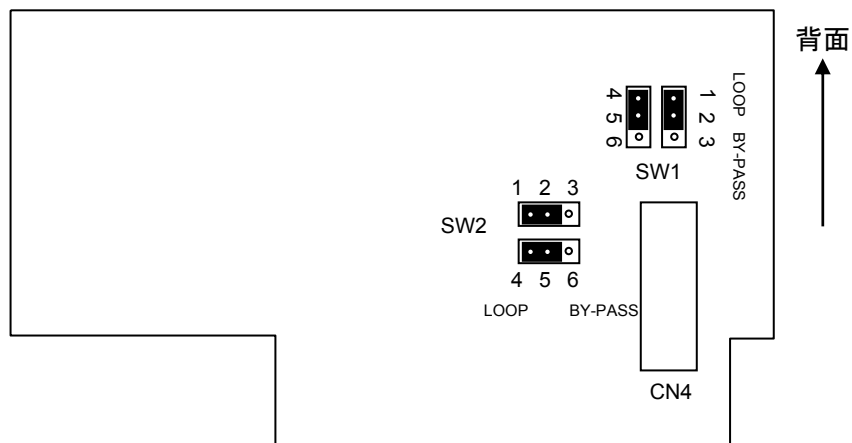 背面
LOOP BY-PASS
4 5 6
1 2 3
SW1
1 2 3
SW2
4 5 6
LOOP BY-PASS
CN4